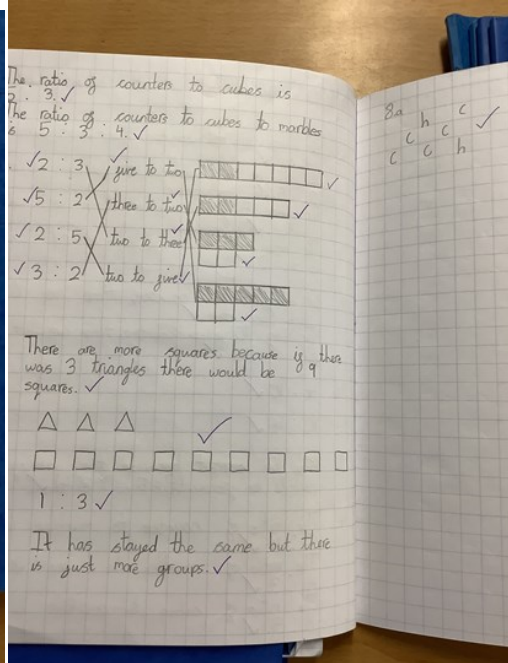 The ratio of counters to cubes is
2 : 3.
The ratio of counters to cubes to marbles
is 5 : 3 : 4.
2 : 3 five to two
5 : 2 three to two
2 : 5 two to three
3 : 2 two to five
There are more squares because if there
was 3 triangles there would be 9
squares.
1 : 3
It has stayed the same but there
is just more groups.
8a
h c
c c
c c h